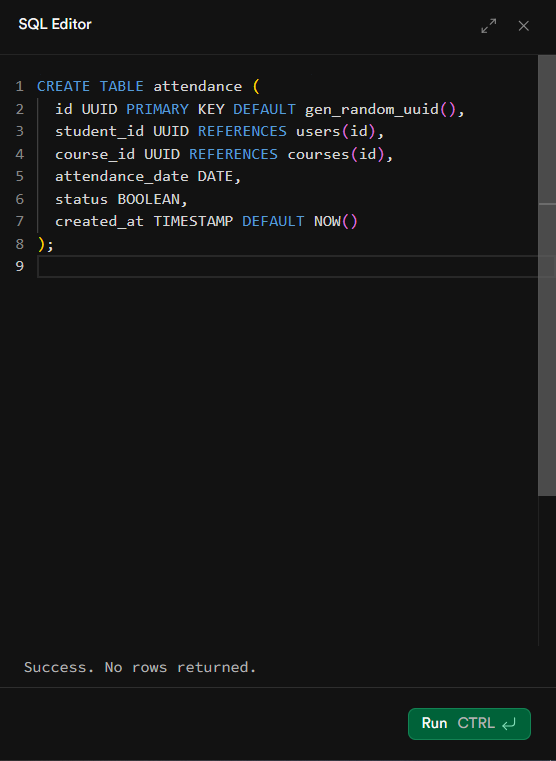 SQL Editor
1 CREATE TABLE attendance (
2   id UUID PRIMARY KEY DEFAULT gen_random_uuid(),
3   student_id UUID REFERENCES users(id),
4   course_id UUID REFERENCES courses(id),
5   attendance_date DATE,
6   status BOOLEAN,
7   created_at TIMESTAMP DEFAULT NOW()
8 );
9
Success. No rows returned.
Run CTRL ↵